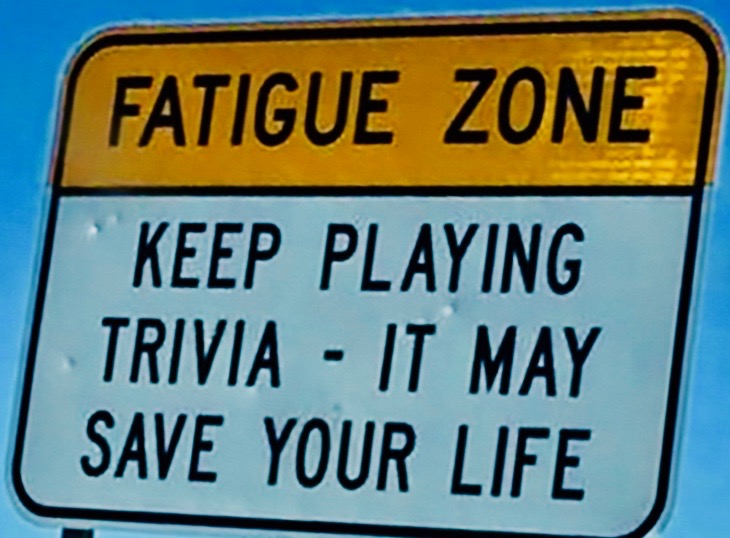 FATIGUE ZONE
KEEP PLAYING
TRIVIA - IT MAY
SAVE YOUR LIFE